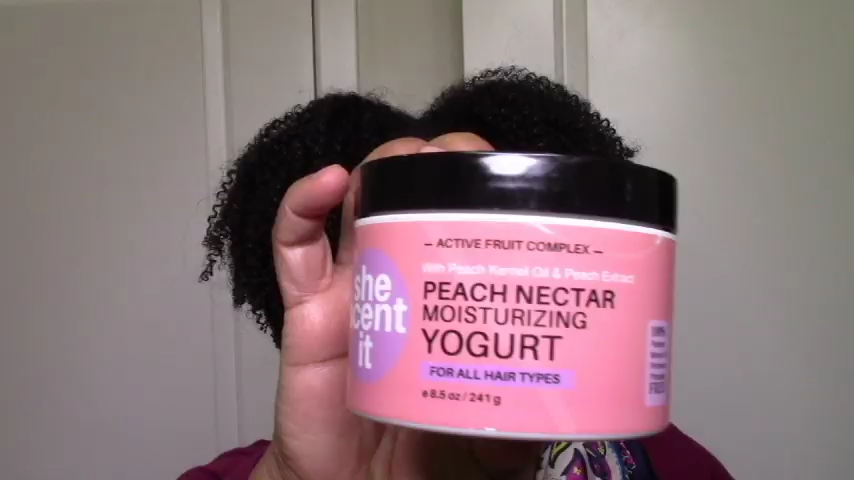 – ACTIVE FRUIT COMPLEX –
With Peach Kernel Oil & Peach Extract
PEACH NECTAR
MOISTURIZING
YOGURT
FOR ALL HAIR TYPES
e 8.5 oz / 241 g
she
cent
it
100%